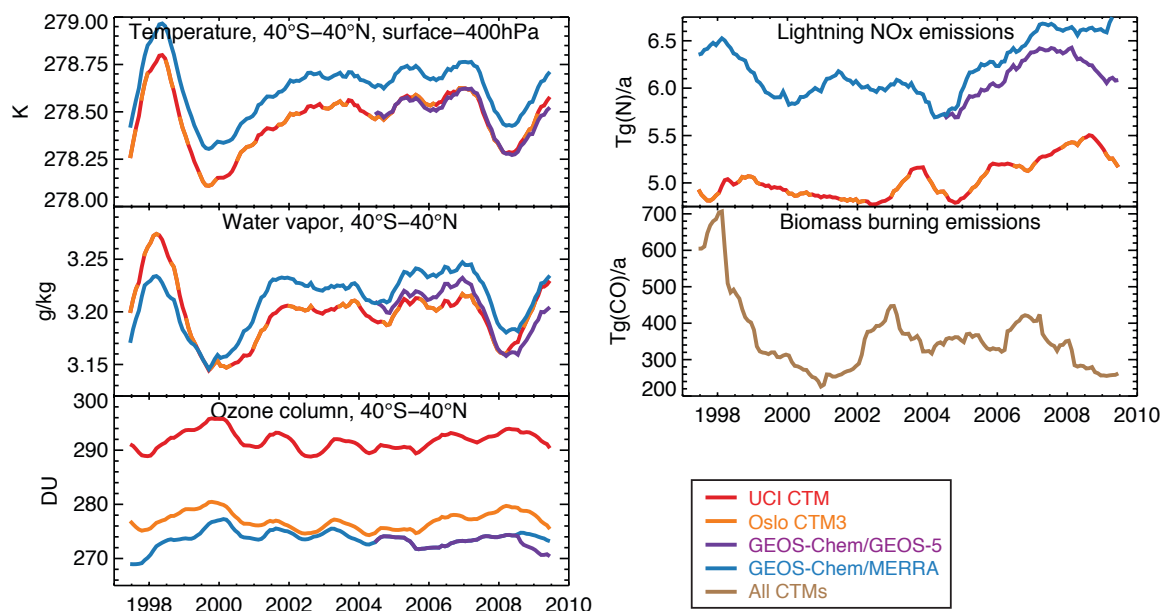 Temperature, 40°S−40°N, surface−400hPa
279.00
278.75
278.50
278.25
278.00
K
Water vapor, 40°S−40°N
3.25
3.20
3.15
g/kg
Ozone column, 40°S−40°N
300
290
280
270
DU
1998 2000 2002 2004 2006 2008 2010
Lightning NOx emissions
6.5
6.0
5.5
5.0
Tg(N)/a
Biomass burning emissions
700
600
500
400
300
200
Tg(CO)/a
1998 2000 2002 2004 2006 2008 2010
UCI CTM
Oslo CTM3
GEOS-Chem/GEOS-5
GEOS-Chem/MERRA
All CTMs